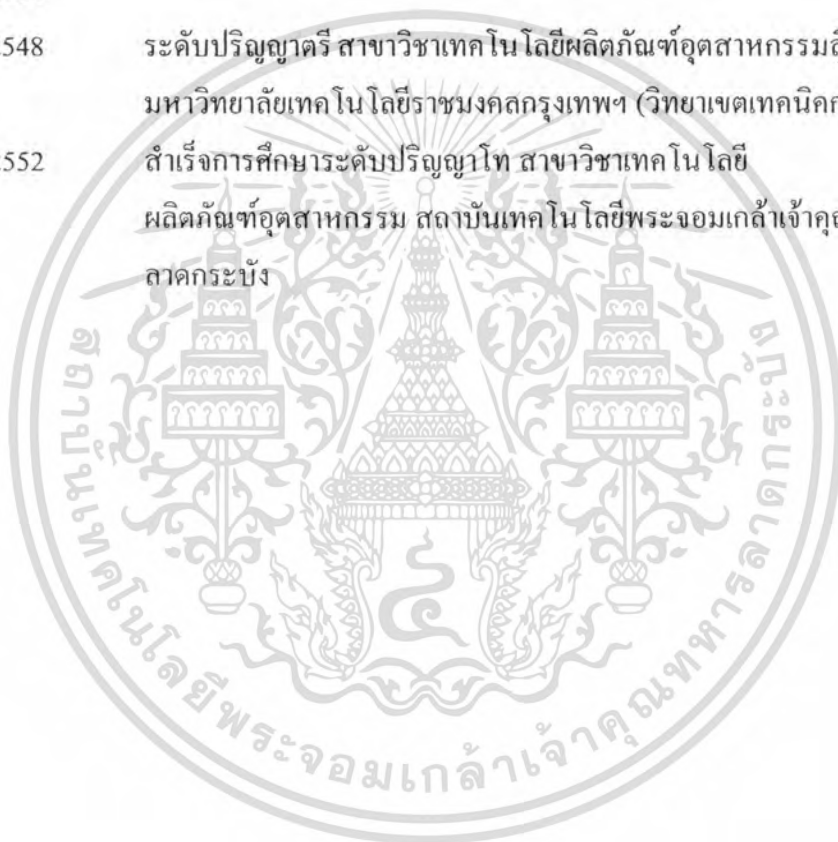 2548 ระดับปริญญาตรี สาขาวิชาเทคโนโลยีผลิตภัณฑ์อุตสาหกรรม
มหาวิทยาลัยเทคโนโลยีราชมงคลกรุงเทพฯ (วิทยาเขตเทคนิค
2552 สำเร็จการศึกษาระดับปริญญาโท สาขาวิชาเทคโนโลยี
ผลิตภัณฑ์อุตสาหกรรม สถาบันเทคโนโลยีพระจอมเกล้าเจ้าคุณ
ลาดกระบัง
สถาบันเทคโนโลยีพระจอมเกล้าเจ้าคุณทหารลาดกระบัง